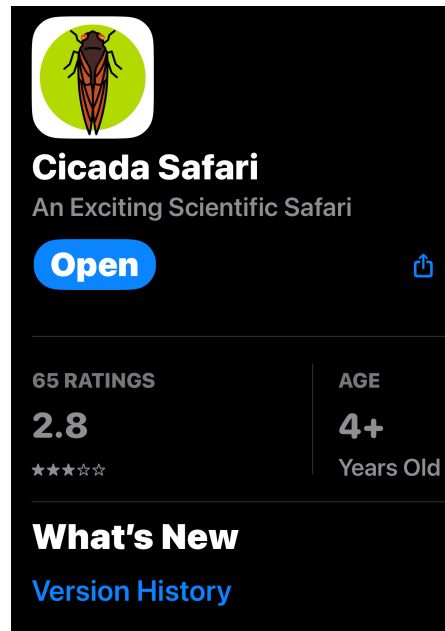 Cicada Safari
An Exciting Scientific Safari
Open
65 RATINGS
2.8
AGE
4+
Years Old
What's New
Version History